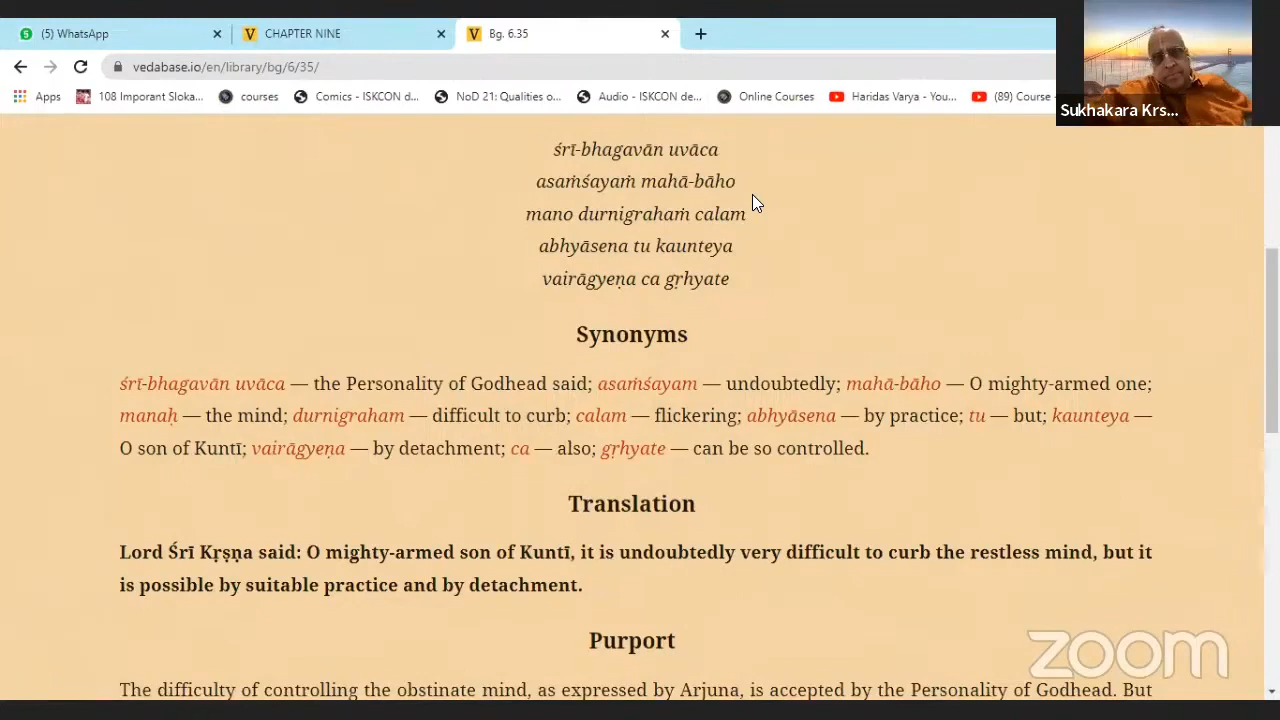 (5) WhatsApp
CHAPTER NINE
Bg. 6.35
vedabase.io/en/library/bg/6/35/
Apps
108 Imporant Sloka...
courses
Comics - ISKCON d...
NoD 21: Qualities o...
Audio - ISKCON de...
Online Courses
Haridas Varya - You...
(89) Course
Sukhakara Krs...
śrī-bhagavān uvāca
asaṁśayaṁ mahā-bāho
mano durnigrahaṁ calam
abhyāsena tu kaunteya
vairāgyeṇa ca gṛhyate
Synonyms
śrī-bhagavān uvāca — the Personality of Godhead said; asaṁśayam — undoubtedly; mahā-bāho — O mighty-armed one;
manaḥ — the mind; durnigraham — difficult to curb; calam — flickering; abhyāsena — by practice; tu — but; kaunteya —
O son of Kuntī; vairāgyeṇa — by detachment; ca — also; gṛhyate — can be so controlled.
Translation
Lord Śrī Kṛṣṇa said: O mighty-armed son of Kuntī, it is undoubtedly very difficult to curb the restless mind, but it
is possible by suitable practice and by detachment.
Purport
The difficulty of controlling the obstinate mind, as expressed by Arjuna, is accepted by the Personality of Godhead. But
zoom